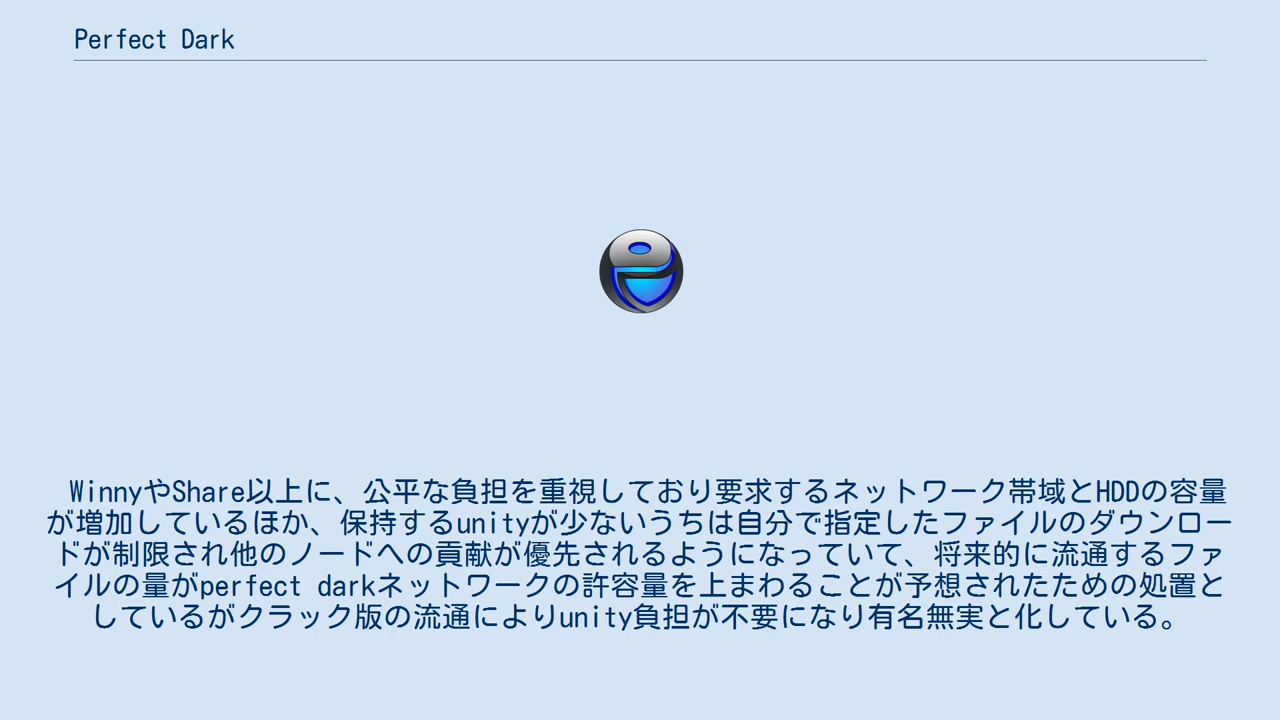 Perfect Dark
WinnyやShare以上に、公平な負担を重視しており要求するネットワーク帯域とHDDの容量
が増加しているほか、保持するunityが少ないうちは自分で指定したファイルのダウンロー
ドが制限され他のノードへの貢献が優先されるようになっていて、将来的に流通するファ
イルの量がperfect darkネットワークの許容量を上まわることが予想されたための処置と
しているがクラック版の流通によりunity負担が不要になり有名無実と化している。